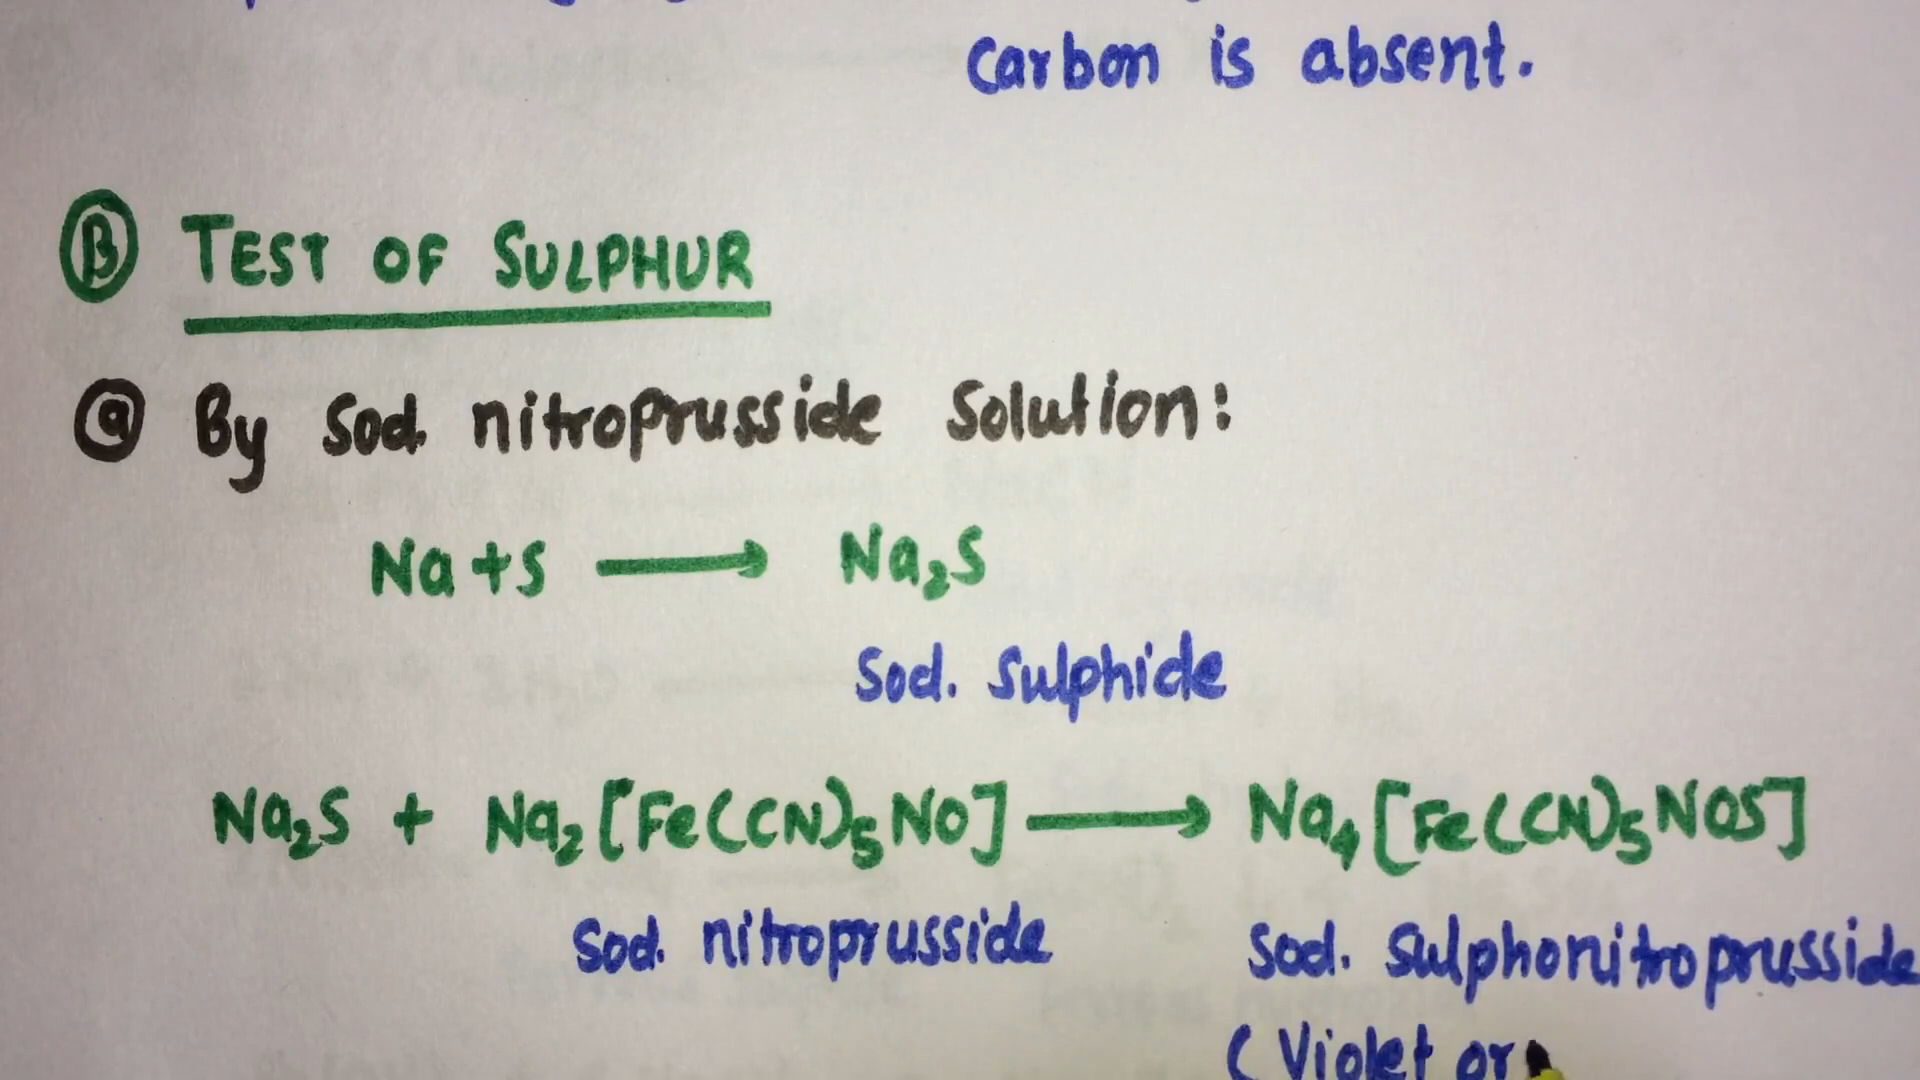 Carbon is absent.
B TEST OF SULPHUR
a By Sod. nitroprusside Solution:
Na + S ⟶ Na₂S
Sod. Sulphide
Na₂S + Na₂[Fe(CN)₅NO] ⟶ Na₄[Fe(CN)₅NOS]
Sod. nitroprusside Sod. Sulphonitroprusside
(Violet or